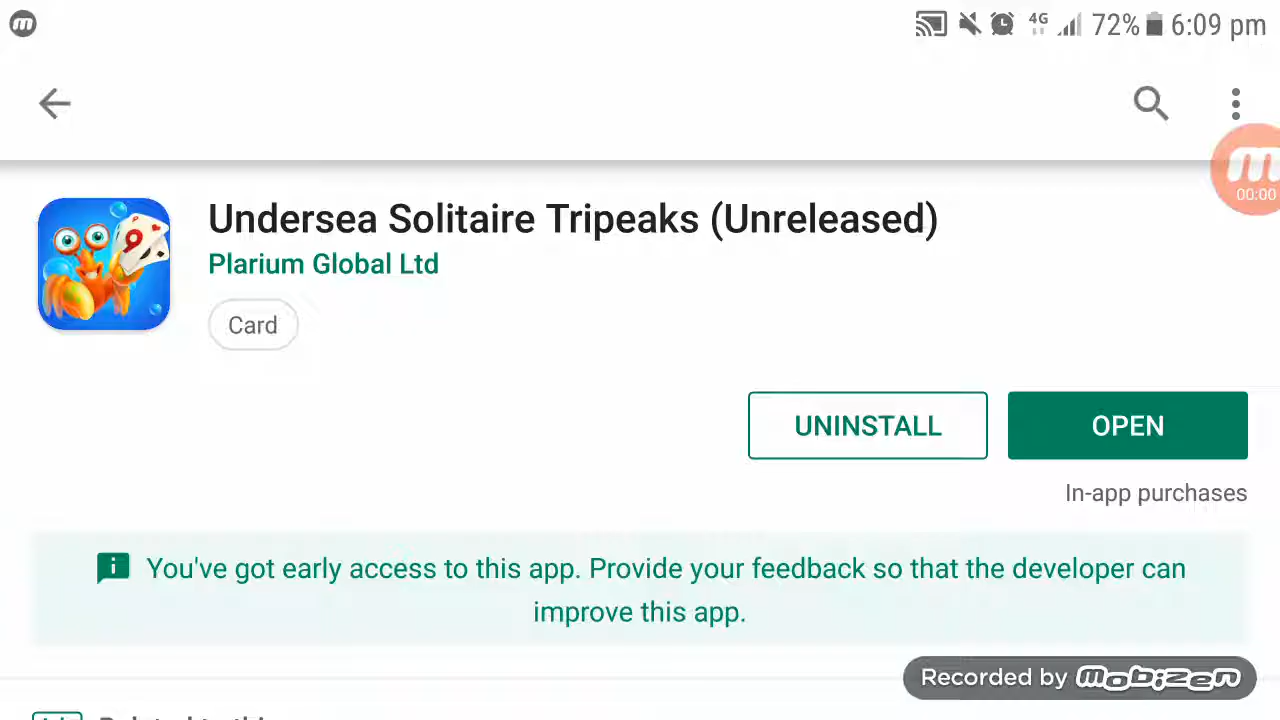 4G 72% 6:09 pm
00:00
Undersea Solitaire Tripeaks (Unreleased)
Plarium Global Ltd
Card
UNINSTALL
OPEN
In-app purchases
You've got early access to this app. Provide your feedback so that the developer can
improve this app.
Recorded by mobizen